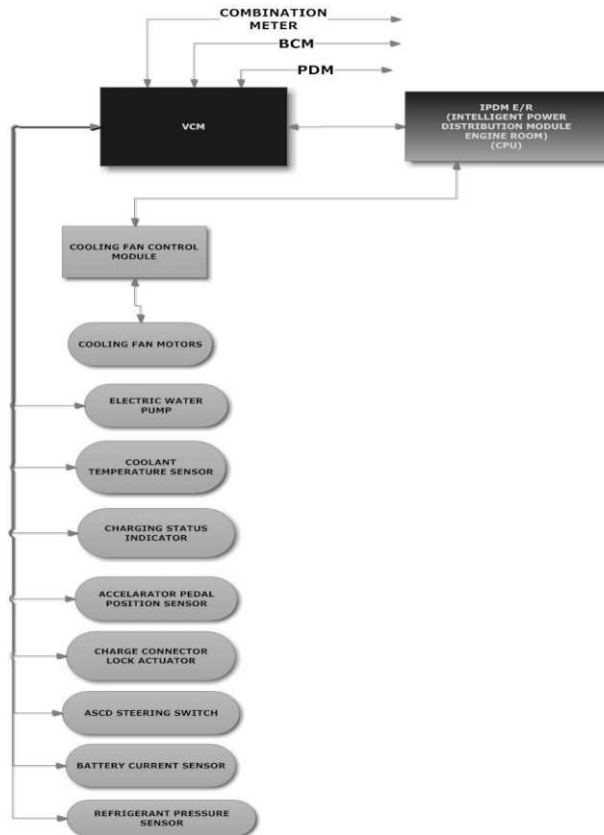 COMBINATION
METER
BCM
PDM
VCM
IPDM E/R
(INTELLIGENT POWER
DISTRIBUTION MODULE
ENGINE ROOM)
(CPU)
COOLING FAN CONTROL
MODULE
COOLING FAN MOTORS
ELECTRIC WATER
PUMP
COOLANT
TEMPERATURE SENSOR
CHARGING STATUS
INDICATOR
ACCELARATOR PEDAL
POSITION SENSOR
CHARGE CONNECTOR
LOCK ACTUATOR
ASCD STEERING SWITCH
BATTERY CURRENT SENSOR
REFRIGERANT PRESSURE
SENSOR